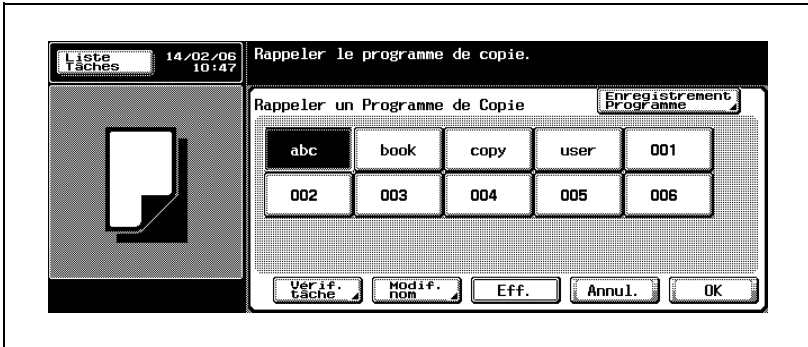 Liste
Tâches
14/02/06
10:47
Rappeler le programme de copie.
Rappeler un Programme de Copie
Enregistrement
Programme
abc book copy user 001
002 003 004 005 006
Vérif.
tâche
Modif.
nom
Eff.
Annul.
OK